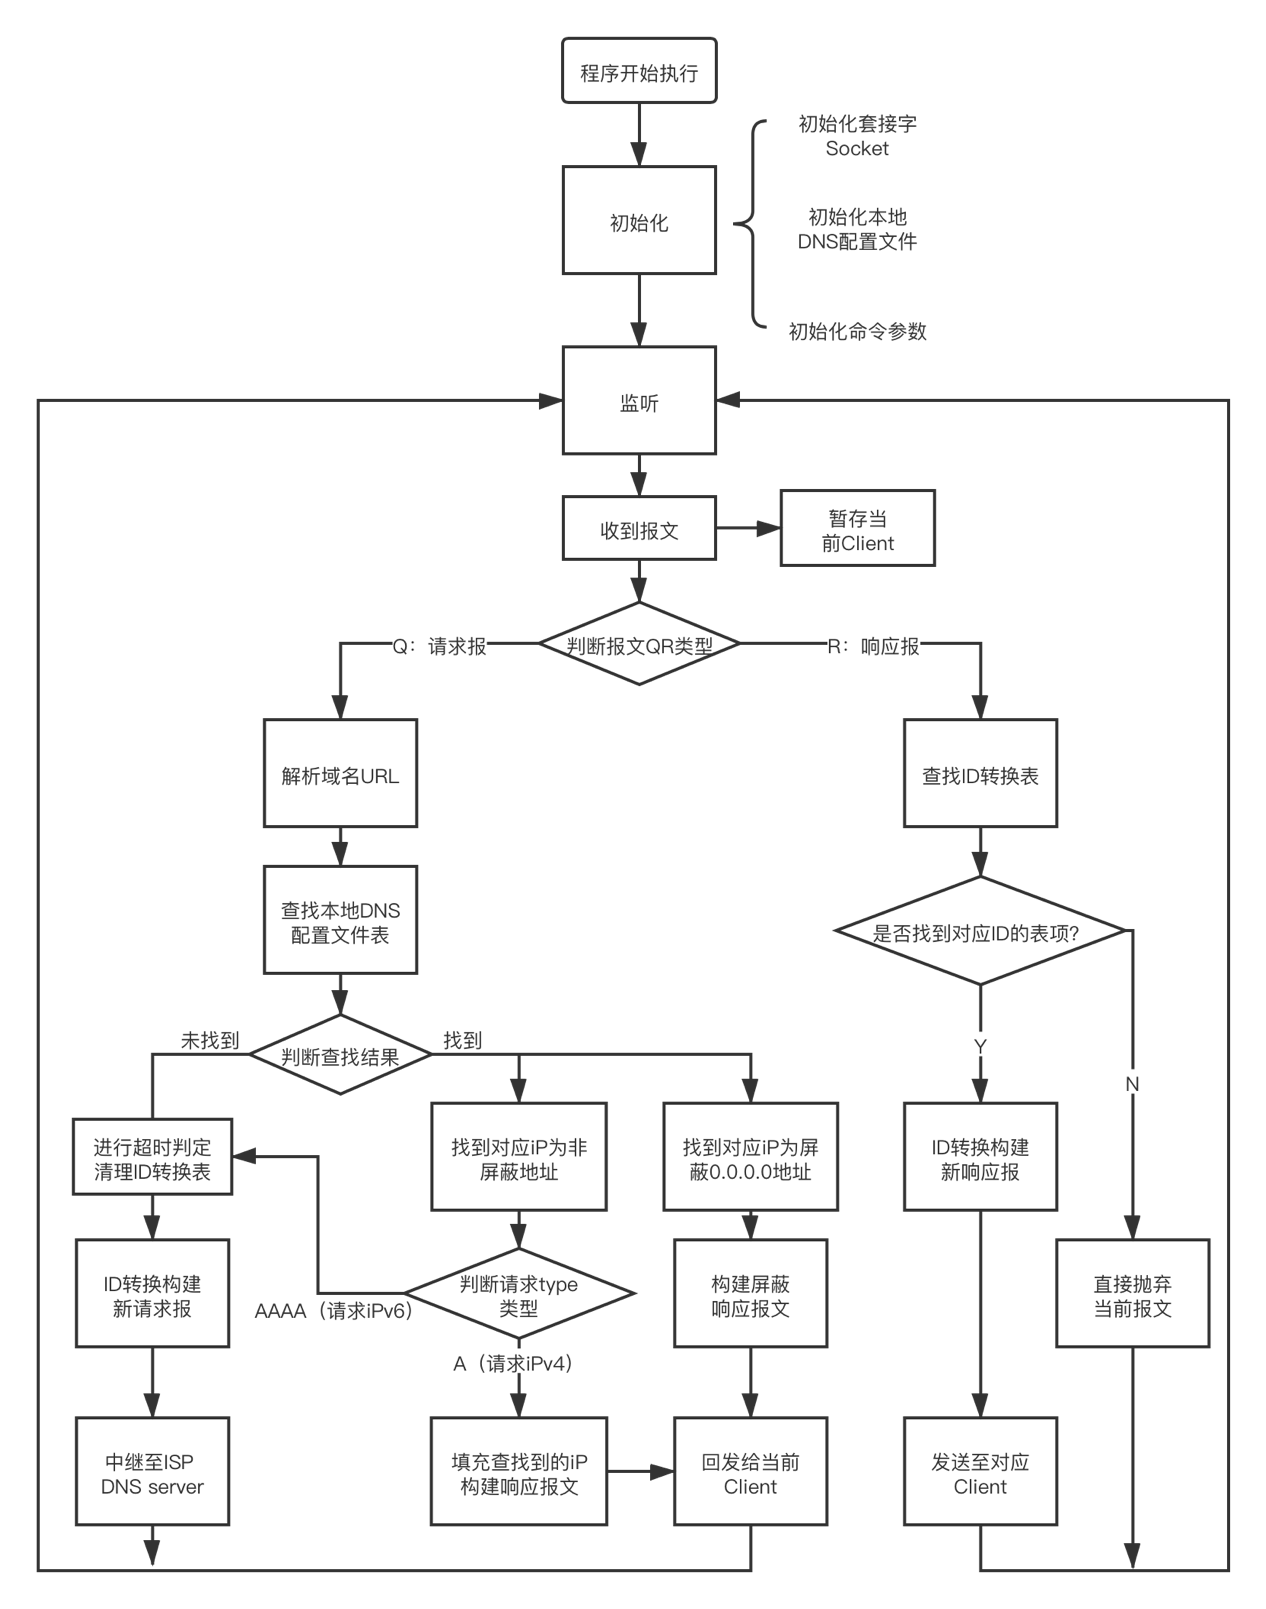 程序开始执行
初始化套接字
Socket
初始化
初始化本地
DNS配置文件
初始化命令参数
监听
收到报文
暂存当
前Client
判断报文QR类型
Q：请求报
R：响应报
解析域名URL
查找ID转换表
查找本地DNS
配置文件表
是否找到对应ID的表项?
未找到
判断查找结果
找到
Y
N
进行超时判定
清理ID转换表
找到对应iP为非
屏蔽地址
找到对应iP为屏
蔽0.0.0.0地址
ID转换构建
新响应报
ID转换构建
新请求报
AAAA（请求iPv6）
判断请求type
类型
构建屏蔽
响应报文
直接抛弃
当前报文
A（请求iPv4）
中继至ISP
DNS server
填充查找到的iP
构建响应报文
回发给当前
Client
发送至对应
Client